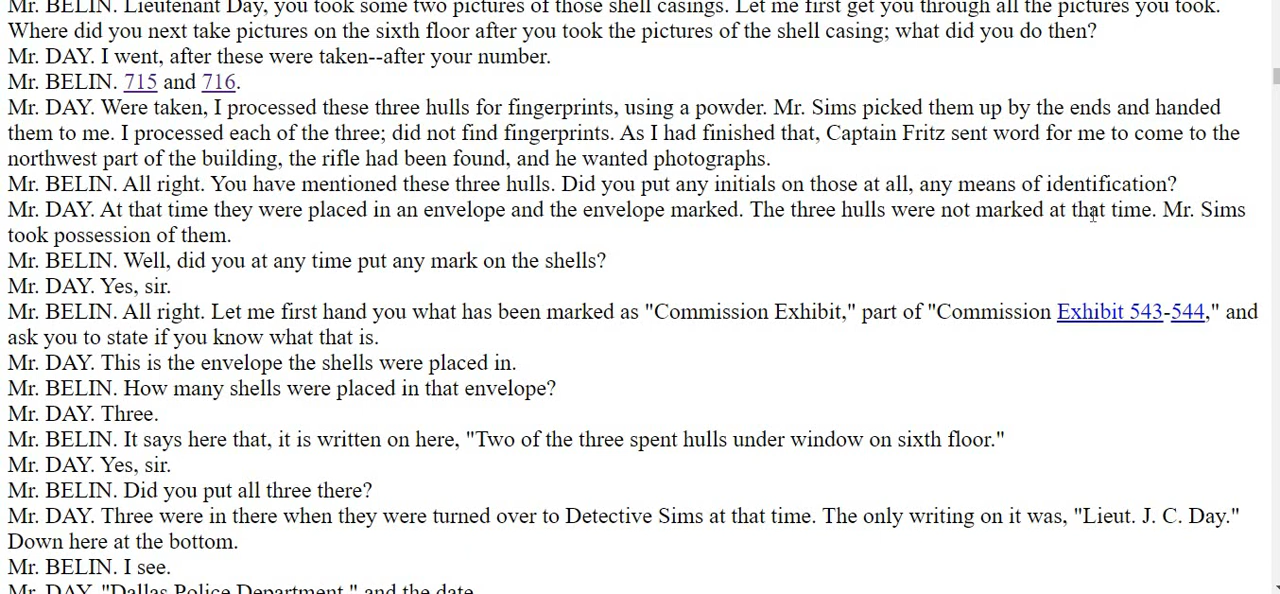 Mr. BELIN. Lieutenant Day, you took some two pictures of those shell casings. Let me first get you through all the pictures you took.
Where did you next take pictures on the sixth floor after you took the pictures of the shell casing; what did you do then?
Mr. DAY. I went, after these were taken--after your number.
Mr. BELIN. 715 and 716.
Mr. DAY. Were taken, I processed these three hulls for fingerprints, using a powder. Mr. Sims picked them up by the ends and handed
them to me. I processed each of the three; did not find fingerprints. As I had finished that, Captain Fritz sent word for me to come to the
northwest part of the building, the rifle had been found, and he wanted photographs.
Mr. BELIN. All right. You have mentioned these three hulls. Did you put any initials on those at all, any means of identification?
Mr. DAY. At that time they were placed in an envelope and the envelope marked. The three hulls were not marked at that time. Mr. Sims
took possession of them.
Mr. BELIN. Well, did you at any time put any mark on the shells?
Mr. DAY. Yes, sir.
Mr. BELIN. All right. Let me first hand you what has been marked as "Commission Exhibit," part of "Commission Exhibit 543-544," and
ask you to state if you know what that is.
Mr. DAY. This is the envelope the shells were placed in.
Mr. BELIN. How many shells were placed in that envelope?
Mr. DAY. Three.
Mr. BELIN. It says here that, it is written on here, "Two of the three spent hulls under window on sixth floor."
Mr. DAY. Yes, sir.
Mr. BELIN. Did you put all three there?
Mr. DAY. Three were in there when they were turned over to Detective Sims at that time. The only writing on it was, "Lieut. J. C. Day."
Down here at the bottom.
Mr. BELIN. I see.
Mr. DAY. "Dallas Police Department," and the date.